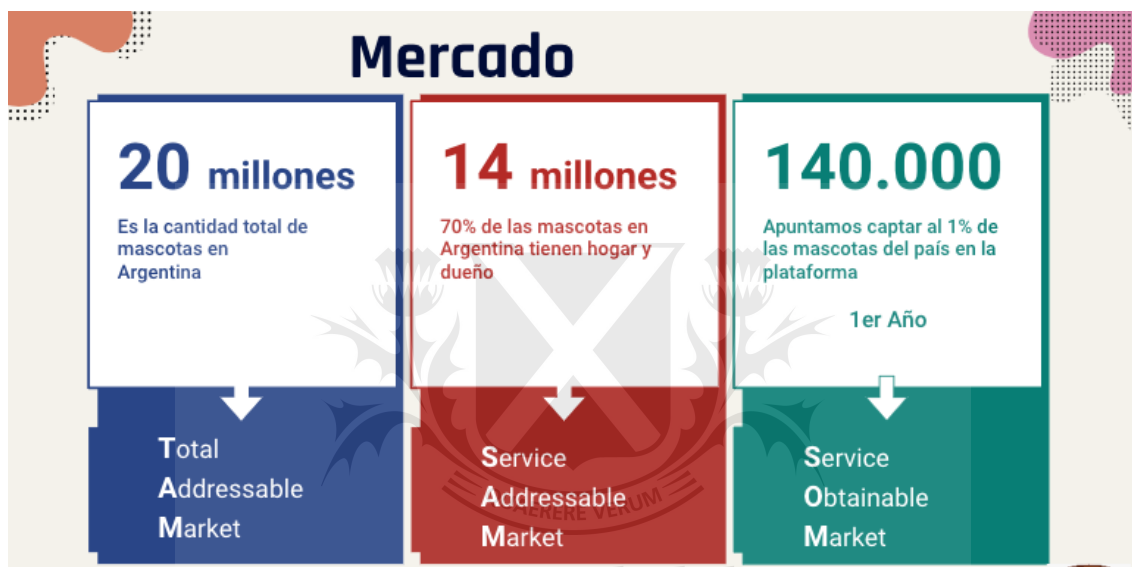 Mercado
20 millones
Es la cantidad total de
mascotas en
Argentina
Total
Addressable
Market
14 millones
70% de las mascotas en
Argentina tienen hogar y
dueño
Service
Addressable
Market
140.000
Apuntamos captar al 1% de
las mascotas del país en la
plataforma
1er Año
Service
Obtainable
Market